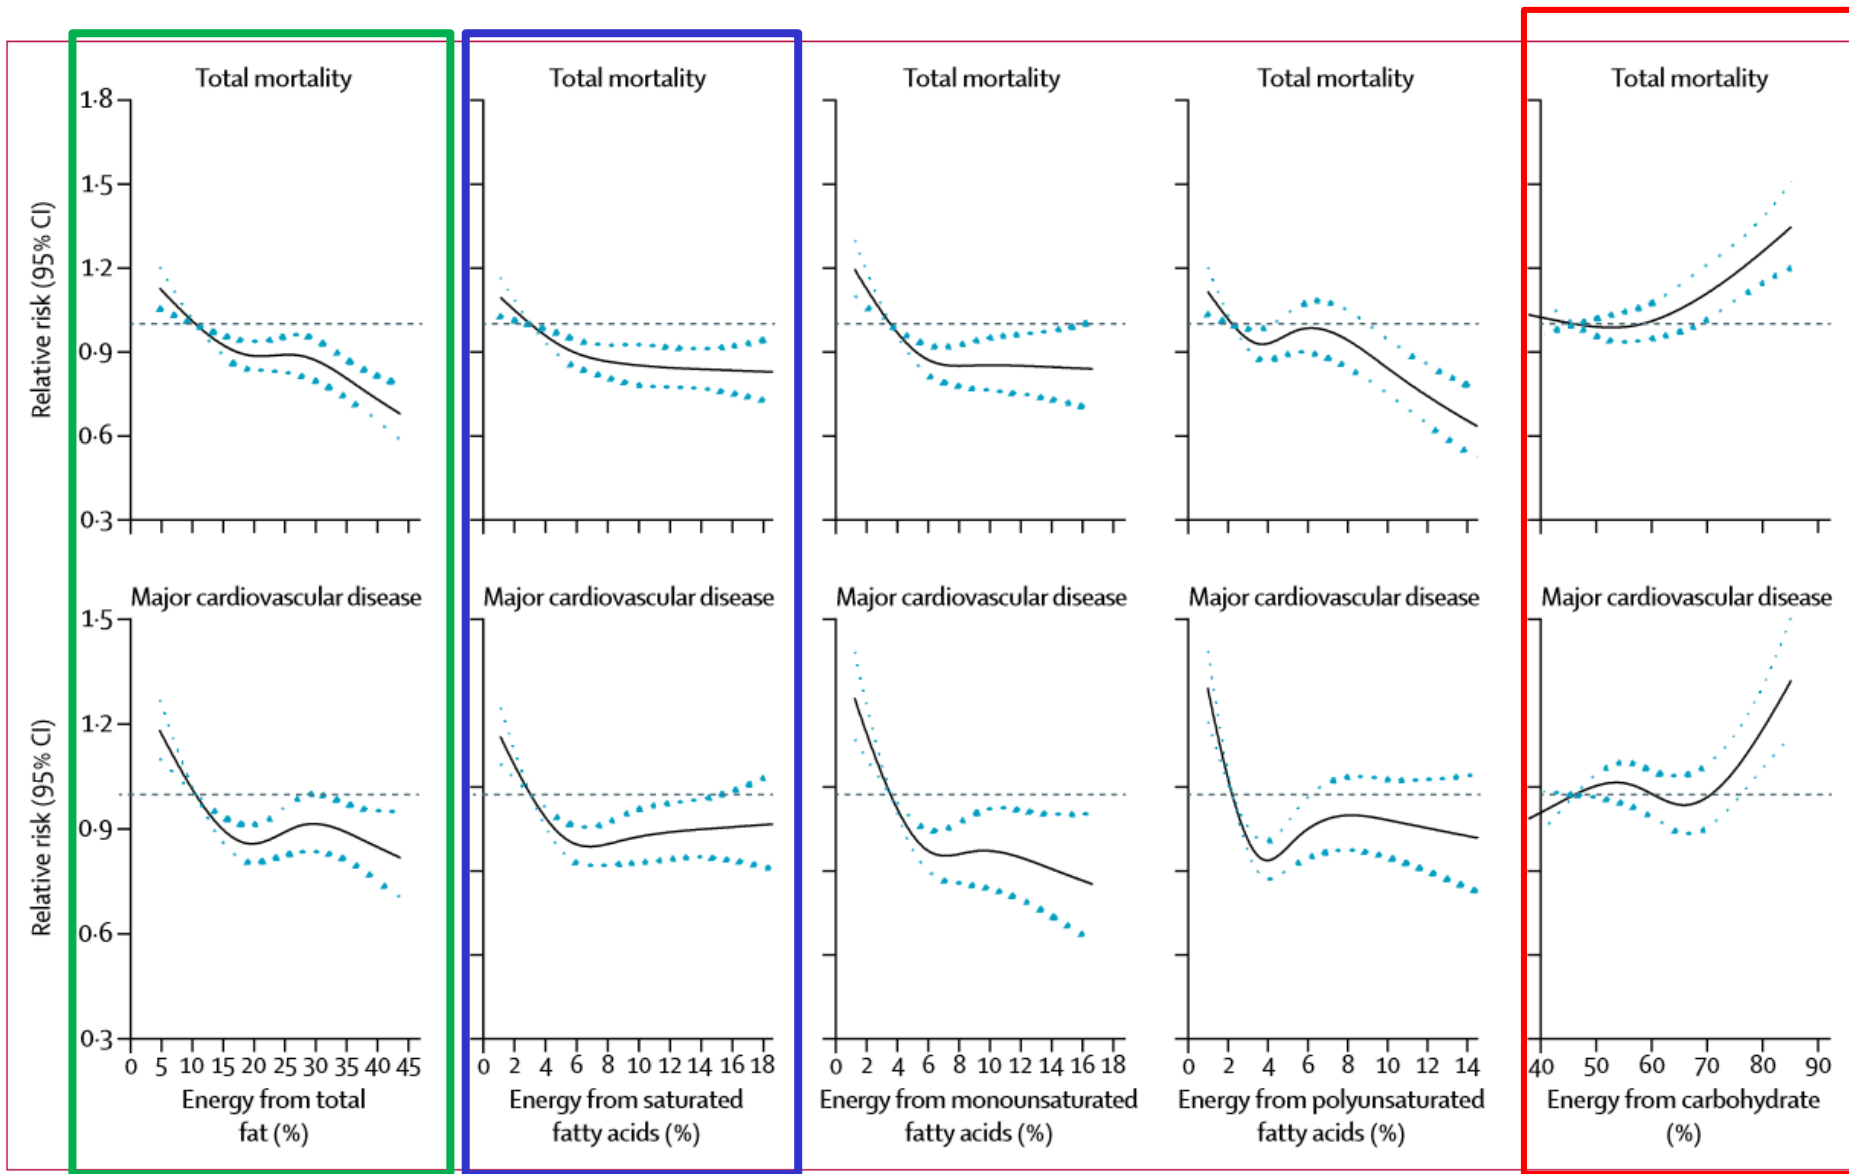 Total mortality
Total mortality
Total mortality
Total mortality
Total mortality
Relative risk (95% CI)
1·8
1·5
1·2
0·9
0·6
0·3
Major cardiovascular disease
Major cardiovascular disease
Major cardiovascular disease
Major cardiovascular disease
Major cardiovascular disease
Relative risk (95% CI)
1·5
1·2
0·9
0·6
0·3
0 5 10 15 20 25 30 35 40 45
Energy from total
fat (%)
0 2 4 6 8 10 12 14 16 18
Energy from saturated
fatty acids (%)
0 2 4 6 8 10 12 14 16 18
Energy from monounsaturated
fatty acids (%)
0 2 4 6 8 10 12 14
Energy from polyunsaturated
fatty acids (%)
40 50 60 70 80 90
Energy from carbohydrate
(%)